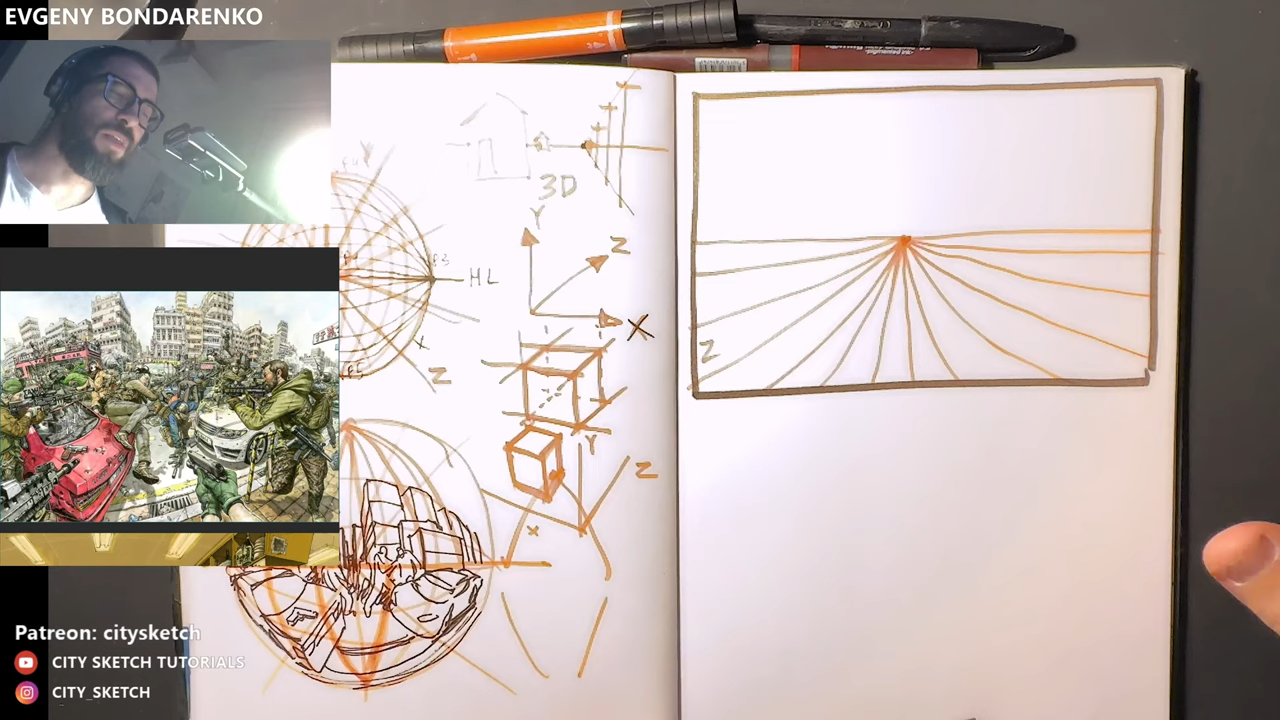 EVGENY BONDARENKO
3D
Y
Z
X
HL
X
Z
Y
Z
X
Z
Patreon: citysketch
CITY SKETCH TUTORIALS
CITY_SKETCH